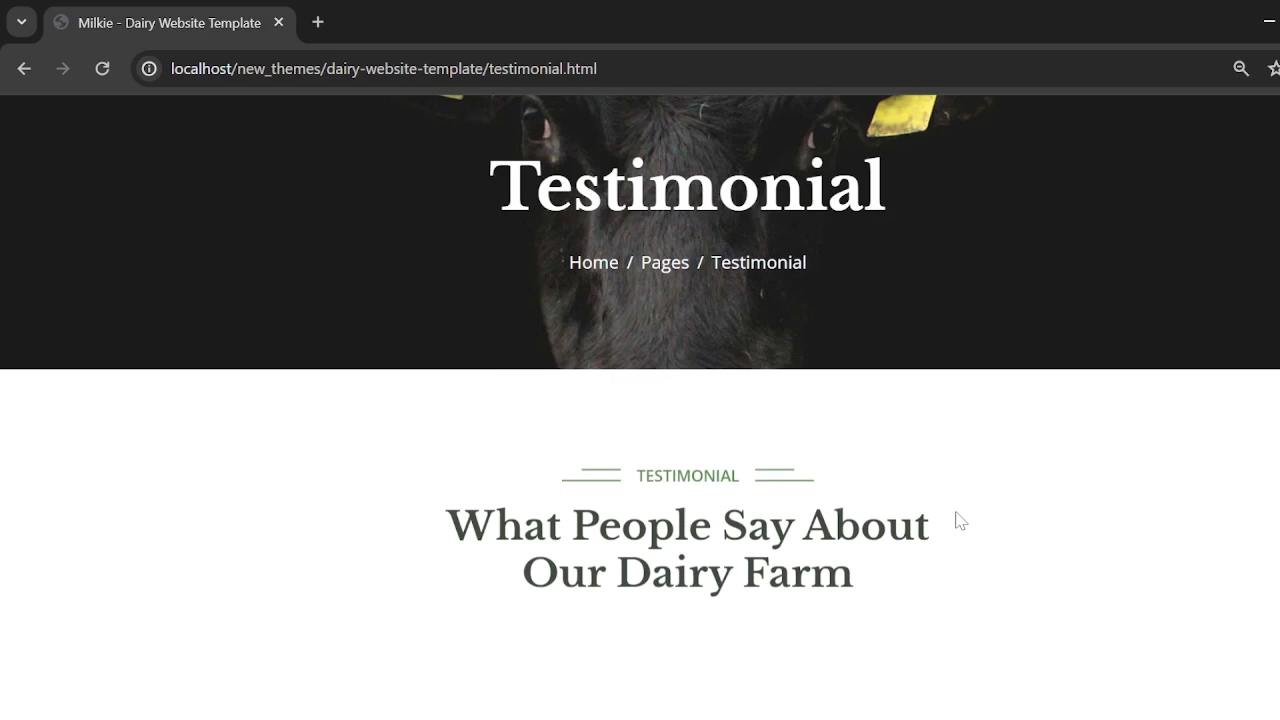 Milkie - Dairy Website Template
localhost/new_themes/dairy-website-template/testimonial.html
Testimonial
Home / Pages / Testimonial
TESTIMONIAL
What People Say About
Our Dairy Farm